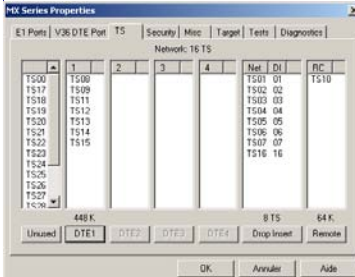 MX Series Properties
E1 Ports V36 DTE Port TS Security Misc Target Tests Diagnostics
Network: 16 TS
1 2 3 4 Net DI RC
TS00 TS08 TS01 01 TS10
TS17 TS09 TS02 02
TS18 TS11 TS03 03
TS19 TS12 TS04 04
TS20 TS13 TS05 05
TS21 TS14 TS06 06
TS22 TS15 TS07 07
TS23 TS16 16
TS24
TS25
TS26
TS27
TS28
448 K. 8 TS 64 K.
Unused DTE1 DTE2 DTE3 DTE4 Drop Insert Remote
OK Annuler Aide